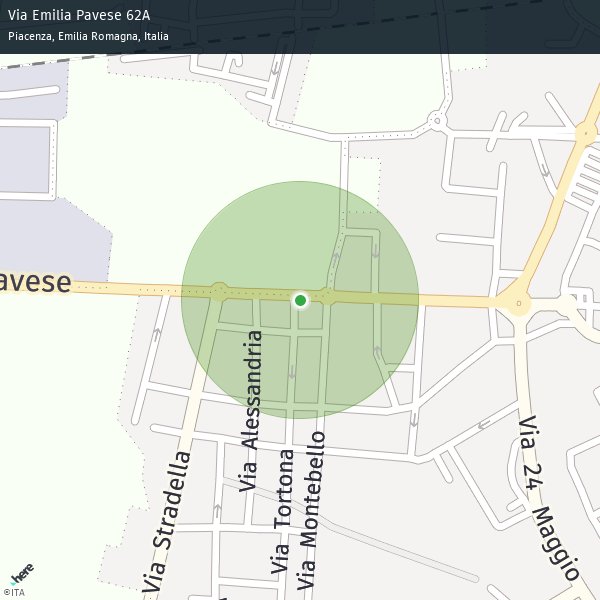 Via Emilia Pavese 62A
Piacenza, Emilia Romagna, Italia
avese
Via Alessandria
Via Stradella
Via Tortona
Via Montebello
Via 24 Maggio
here
©ITA